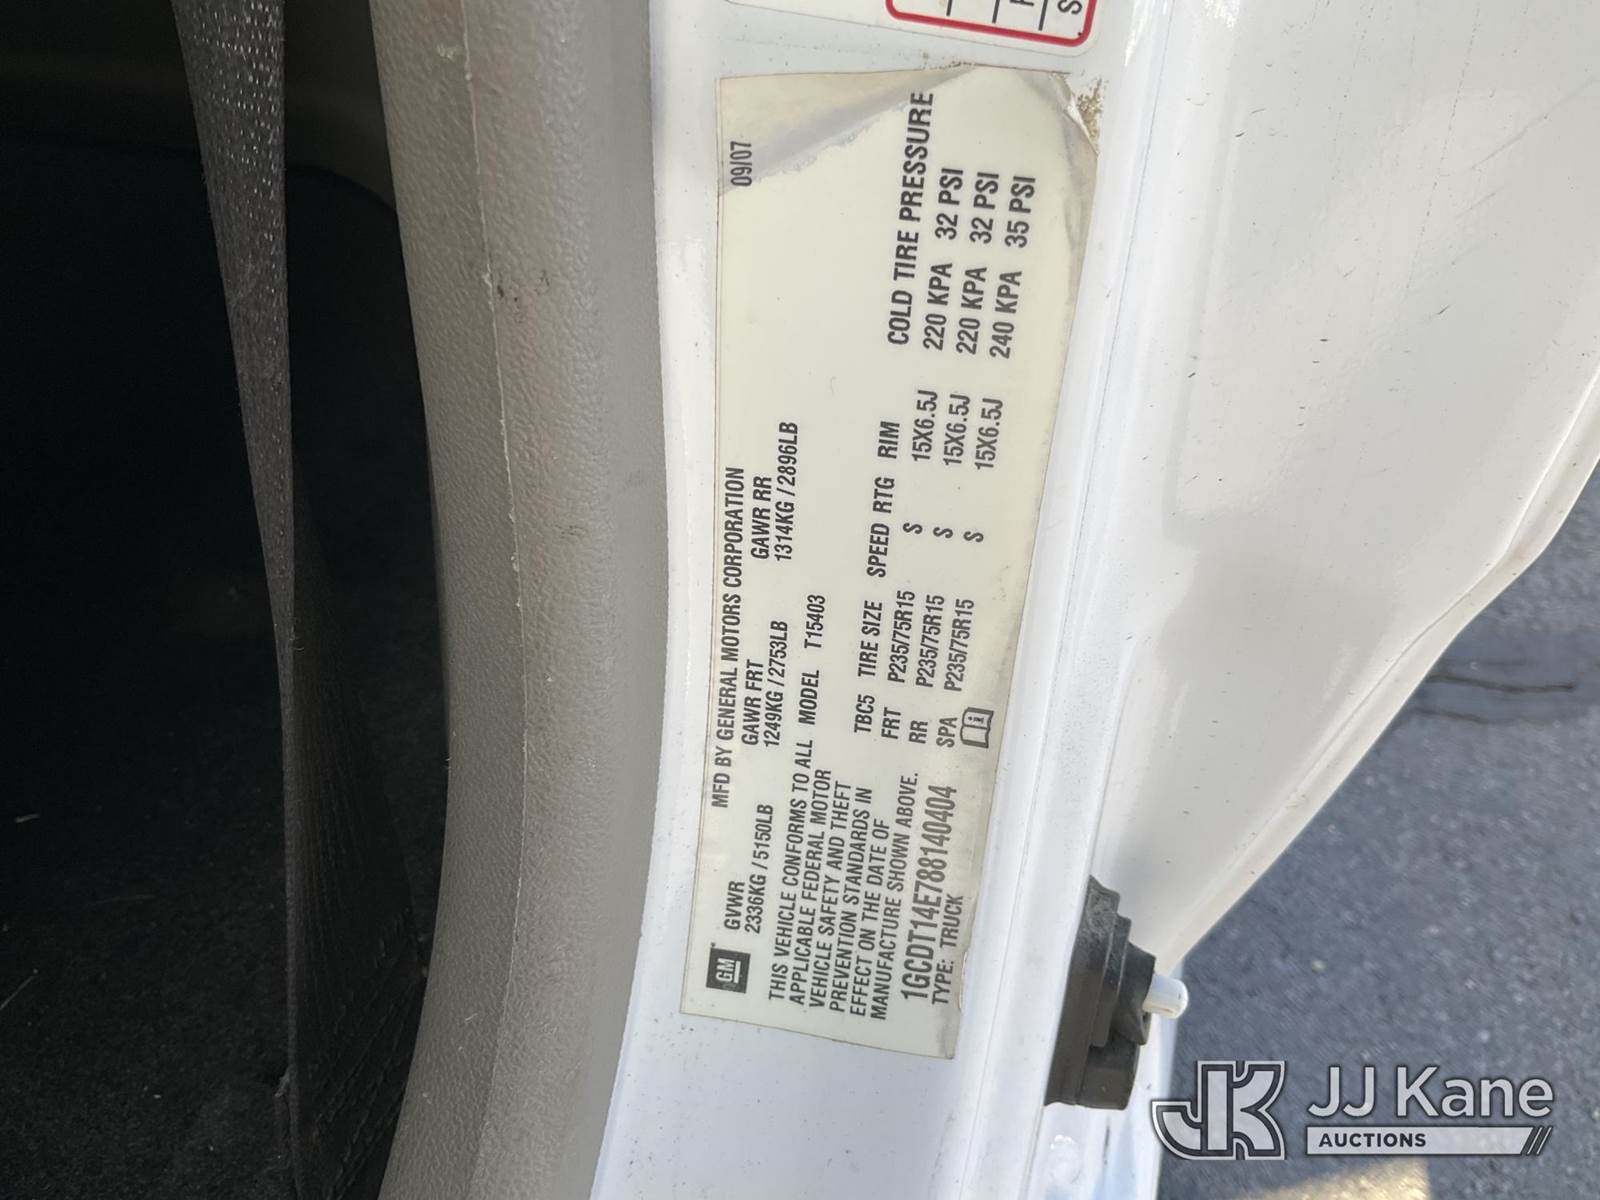 MFD BY GENERAL MOTORS CORPORATION 09/07
GM GVWR GAWR FRT GAWR RR
2336KG / 5150LB 1249KG / 2753LB 1314KG / 2896LB
THIS VEHICLE CONFORMS TO ALL MODEL T15403
APPLICABLE FEDERAL MOTOR
VEHICLE SAFETY AND THEFT
PREVENTION STANDARDS IN
EFFECT ON THE DATE OF
MANUFACTURE SHOWN ABOVE.
1GCDT14E788140404
TYPE: TRUCK
TBC5 TIRE SIZE SPEED RTG RIM COLD TIRE PRESSURE
FRT P235/75R15 S 15X6.5J 220 KPA 32 PSI
RR P235/75R15 S 15X6.5J 220 KPA 32 PSI
SPA P235/75R15 S 15X6.5J 240 KPA 35 PSI
JK JJ Kane
AUCTIONS